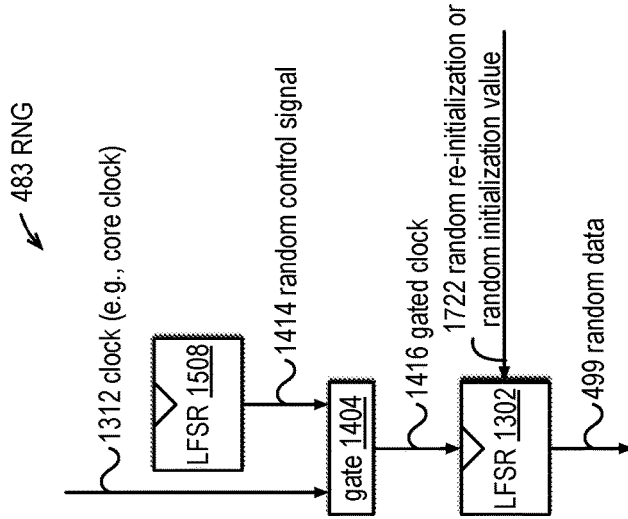 483 RNG
1312 clock (e.g., core clock)
LFSR 1508
1414 random control signal
gate 1404
1416 gated clock
1722 random re-initialization or
random initialization value
LFSR 1302
499 random data